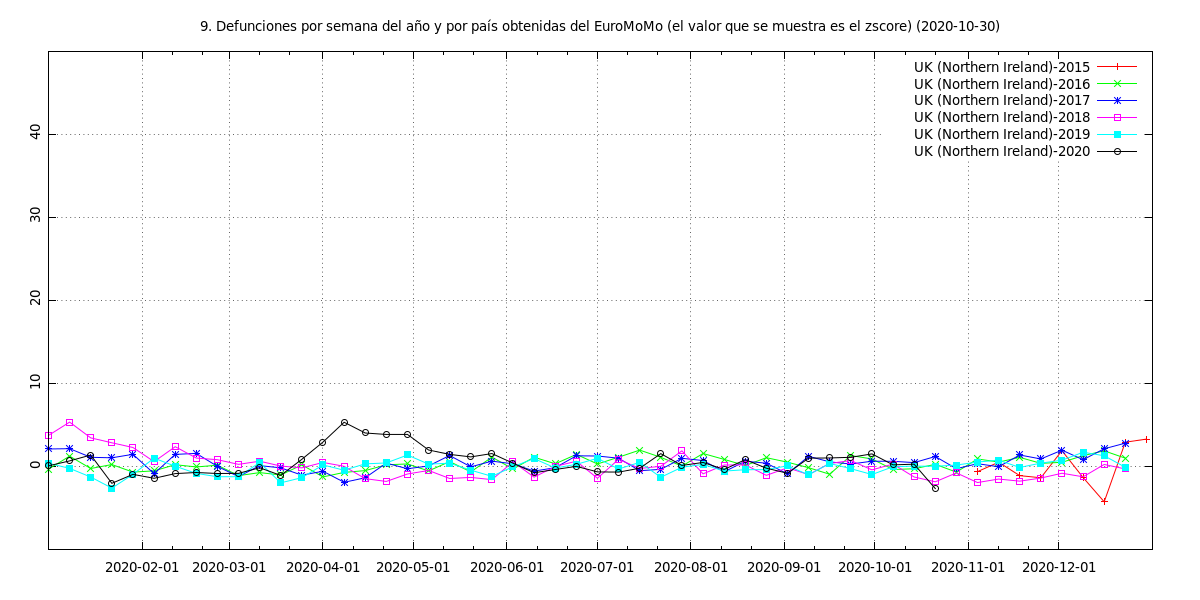 9. Defunciones por semana del año y por país obtenidas del EuroMoMo (el valor que se muestra es el zscore) (2020-10-30)
UK (Northern Ireland)-2015
UK (Northern Ireland)-2016
UK (Northern Ireland)-2017
UK (Northern Ireland)-2018
UK (Northern Ireland)-2019
UK (Northern Ireland)-2020
40
30
20
10
0
2020-02-01 2020-03-01 2020-04-01 2020-05-01 2020-06-01 2020-07-01 2020-08-01 2020-09-01 2020-10-01 2020-11-01 2020-12-01